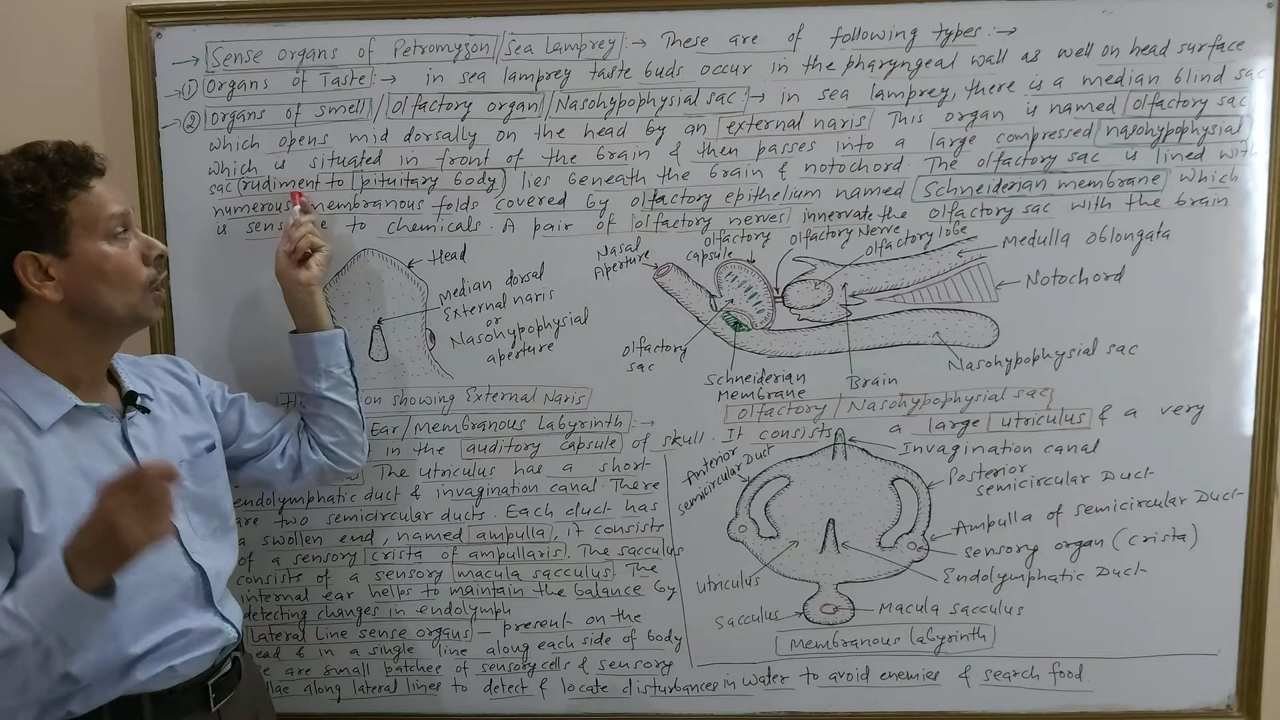 → Sense organs of Petromyzon/Sea Lamprey:→ These are of following types:→
→ ① Organs of Taste:→ in sea lamprey taste buds occur in the pharyngeal wall as well on head surface
→ ② Organs of smell/olfactory organ/Nasohypophysial sac:→ in sea lamprey, there is a median blind sac
which opens mid dorsally on the head by an external naris This organ is named olfactory sac
which is situated in front of the brain & then passes into a large compressed nasohypophysial
sac (rudiment to pituitary body) lies beneath the brain & notochord. The olfactory sac is lined with
numerous membranous folds covered by olfactory epithelium named Schneiderian membrane which
is to chemicals. A pair of olfactory nerves innervate the olfactory sac with the brain
Head
Median dorsal
External naris
or
Nasohypophysial
aperture
Nasal
Aperture
olfactory
capsule
olfactory Nerve
olfactory lobe
Medulla oblongata
Notochord
Nasohypophysial sac
olfactory
sac
Schneiderian
Membrane
Brain
on showing External Naris
olfactory/Nasohypophysial sac
Ear/Membranous Labyrinth:→
in the auditory capsule of skull. It consists a large utriculus & a very
The utriculus has a short
endolymphatic duct & invagination canal. There
are two semicircular ducts. Each duct has
a swollen end, named ampulla, it consists
of a sensory crista of ampullaris. The sacculus
consists of a sensory macula sacculus. The
internal ear helps to maintain the balance by
detecting changes in endolymph
Lateral Line sense organs – present on the
head & in a single line along each side of body
are small patches of sensory cells & sensory
along lateral lines to detect & locate disturbances in water to avoid enemies & search food.
Anterior
semicircular Duct
Invagination canal
Posterior
semicircular Duct
Ampulla of semicircular Duct
sensory organ (crista)
Endolymphatic Duct
utriculus
sacculus
Macula sacculus
Membranous Labyrinth